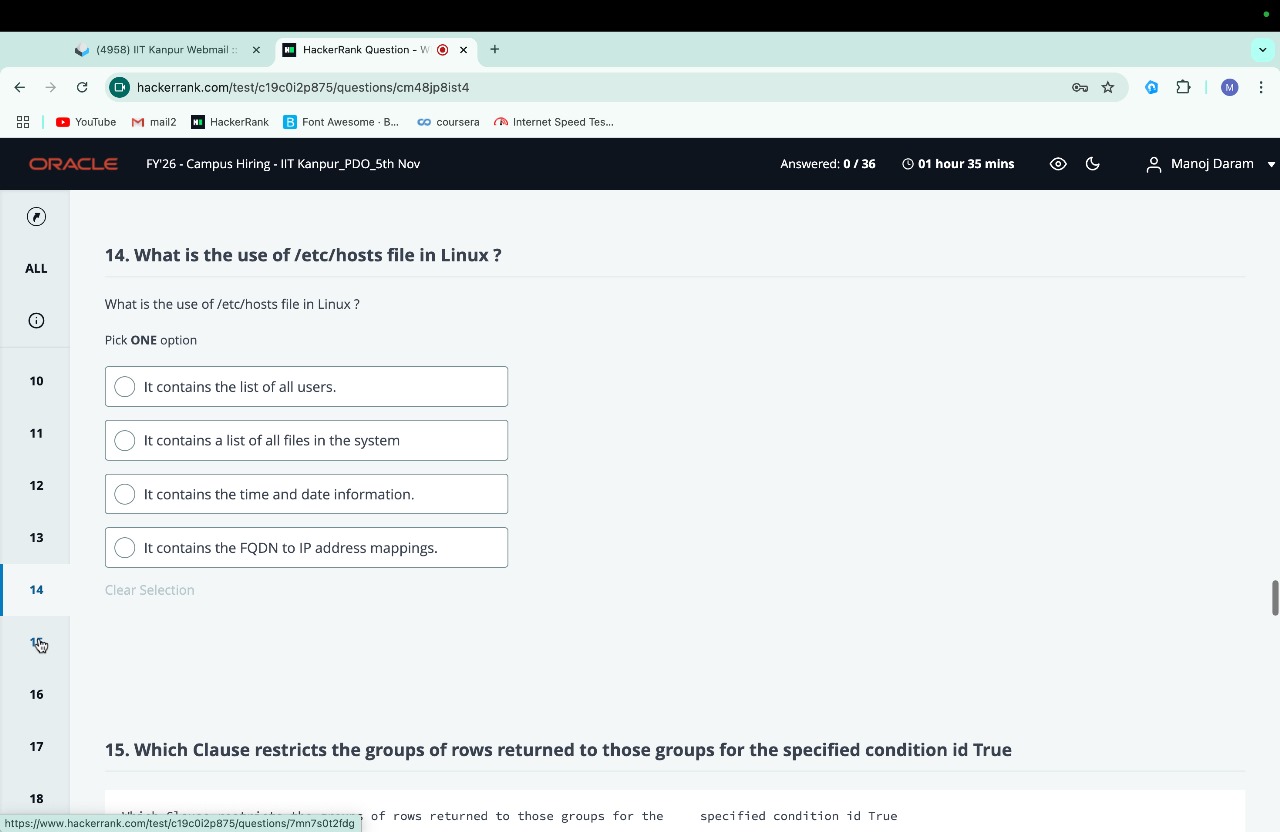 (4958) IIT Kanpur Webmail ::
HackerRank Question - W
hackerrank.com/test/c19c0i2p875/questions/cm48jp8ist4
YouTube
mail2
HackerRank
Font Awesome · B...
coursera
Internet Speed Tes...
M
ORACLE
FY'26 - Campus Hiring - IIT Kanpur_PDO_5th Nov
Answered: 0 / 36
01 hour 35 mins
Manoj Daram
ALL
10
11
12
13
14
15
16
17
18
14. What is the use of /etc/hosts file in Linux ?
What is the use of /etc/hosts file in Linux ?
Pick ONE option
It contains the list of all users.
It contains a list of all files in the system
It contains the time and date information.
It contains the FQDN to IP address mappings.
Clear Selection
15. Which Clause restricts the groups of rows returned to those groups for the specified condition id True
Which Clause restricts the groups of rows returned to those groups for the specified condition id True
https://www.hackerrank.com/test/c19c0i2p875/questions/7mn7s0t2fdg